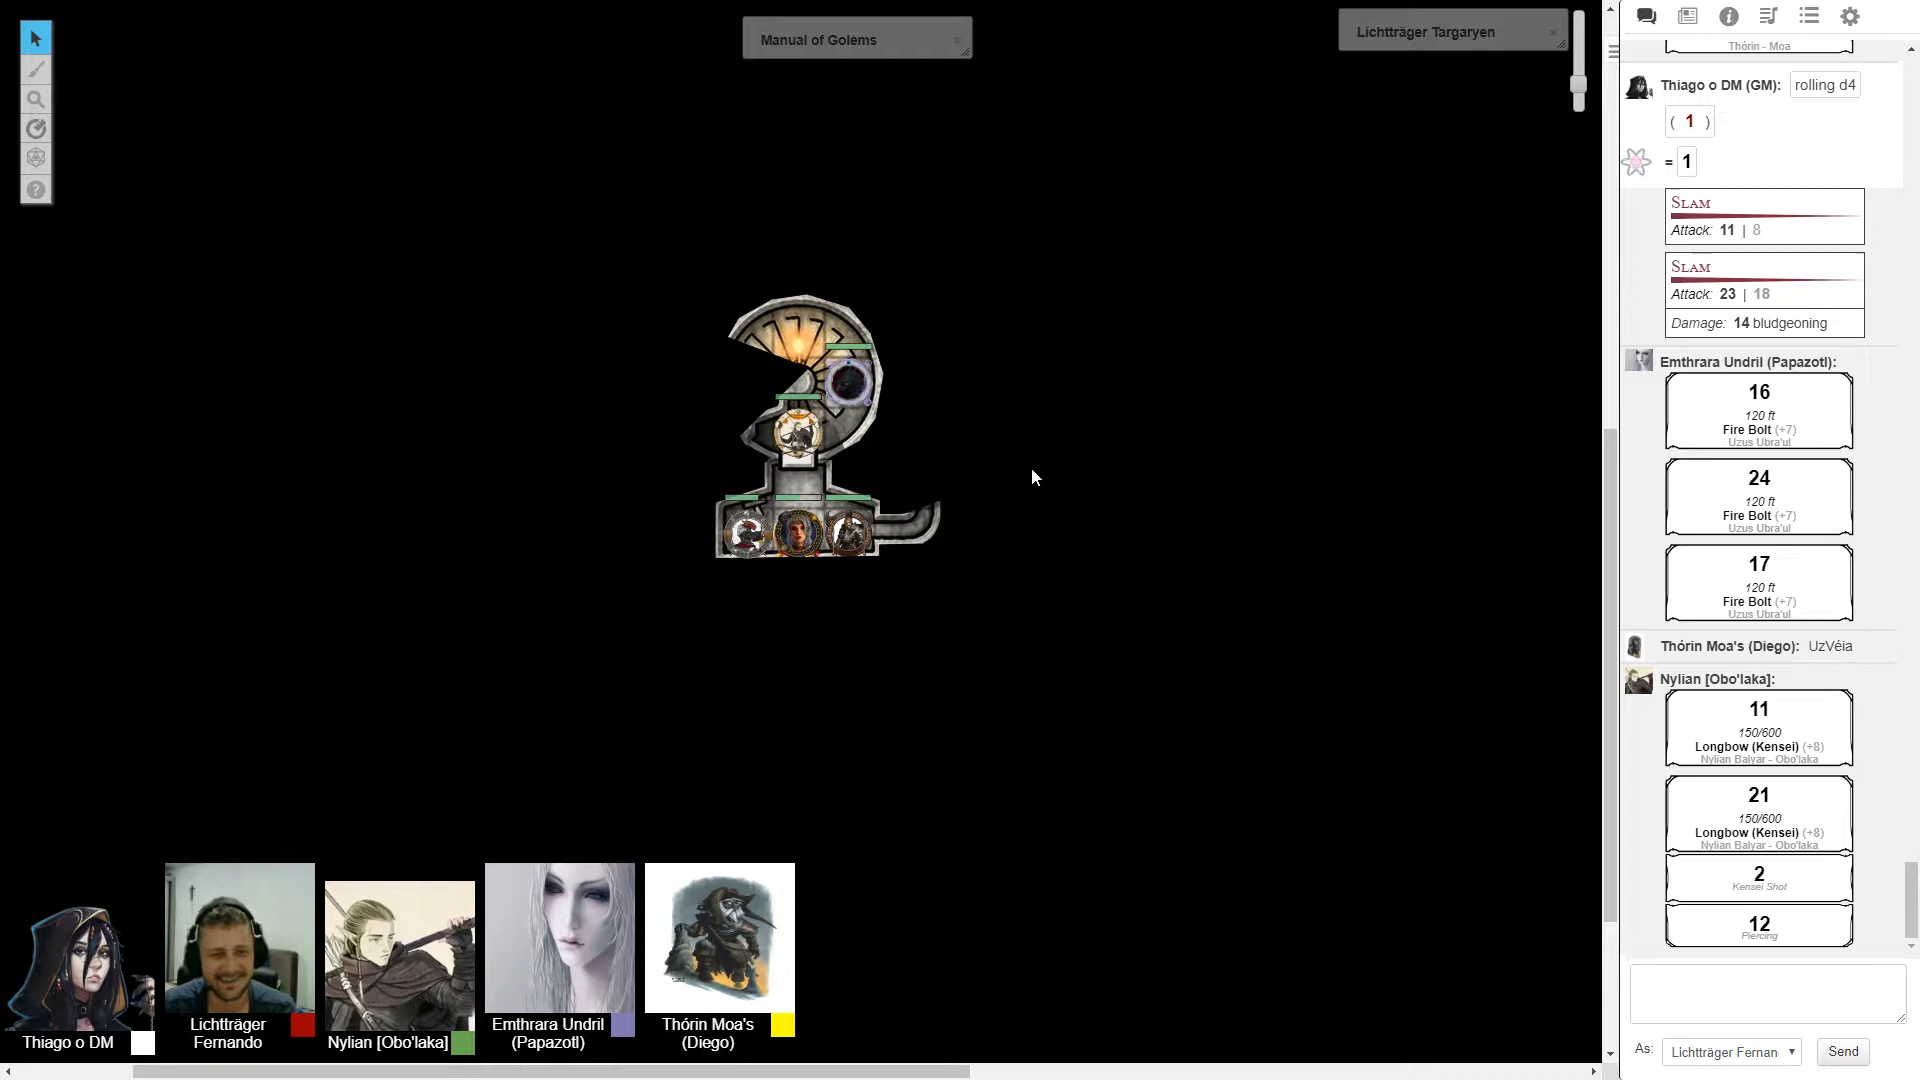 Manual of Golems
Lichtträger Targaryen
Thórin - Moa
Thiago o DM (GM): rolling d4
( 1 )
= 1
SLAM
Attack: 11 | 8
SLAM
Attack: 23 | 18
Damage: 14 bludgeoning
Emthrara Undril (Papazotl):
16
120 ft
Fire Bolt (+7)
Uzus Ubra'ul
24
120 ft
Fire Bolt (+7)
Uzus Ubra'ul
17
120 ft
Fire Bolt (+7)
Uzus Ubra'ul
Thórin Moa's (Diego): UzVéia
Nylian [Obo'laka]:
11
150/600
Longbow (Kensei) (+8)
Nylian Balyar - Obo'laka
21
150/600
Longbow (Kensei) (+8)
Nylian Balyar - Obo'laka
2
Kensei Shot
12
Piercing
As: Lichtträger Fernan
Send
Thiago o DM
Lichtträger
Fernando
Nylian [Obo'laka]
Emthrara Undril
(Papazotl)
Thórin Moa's
(Diego)